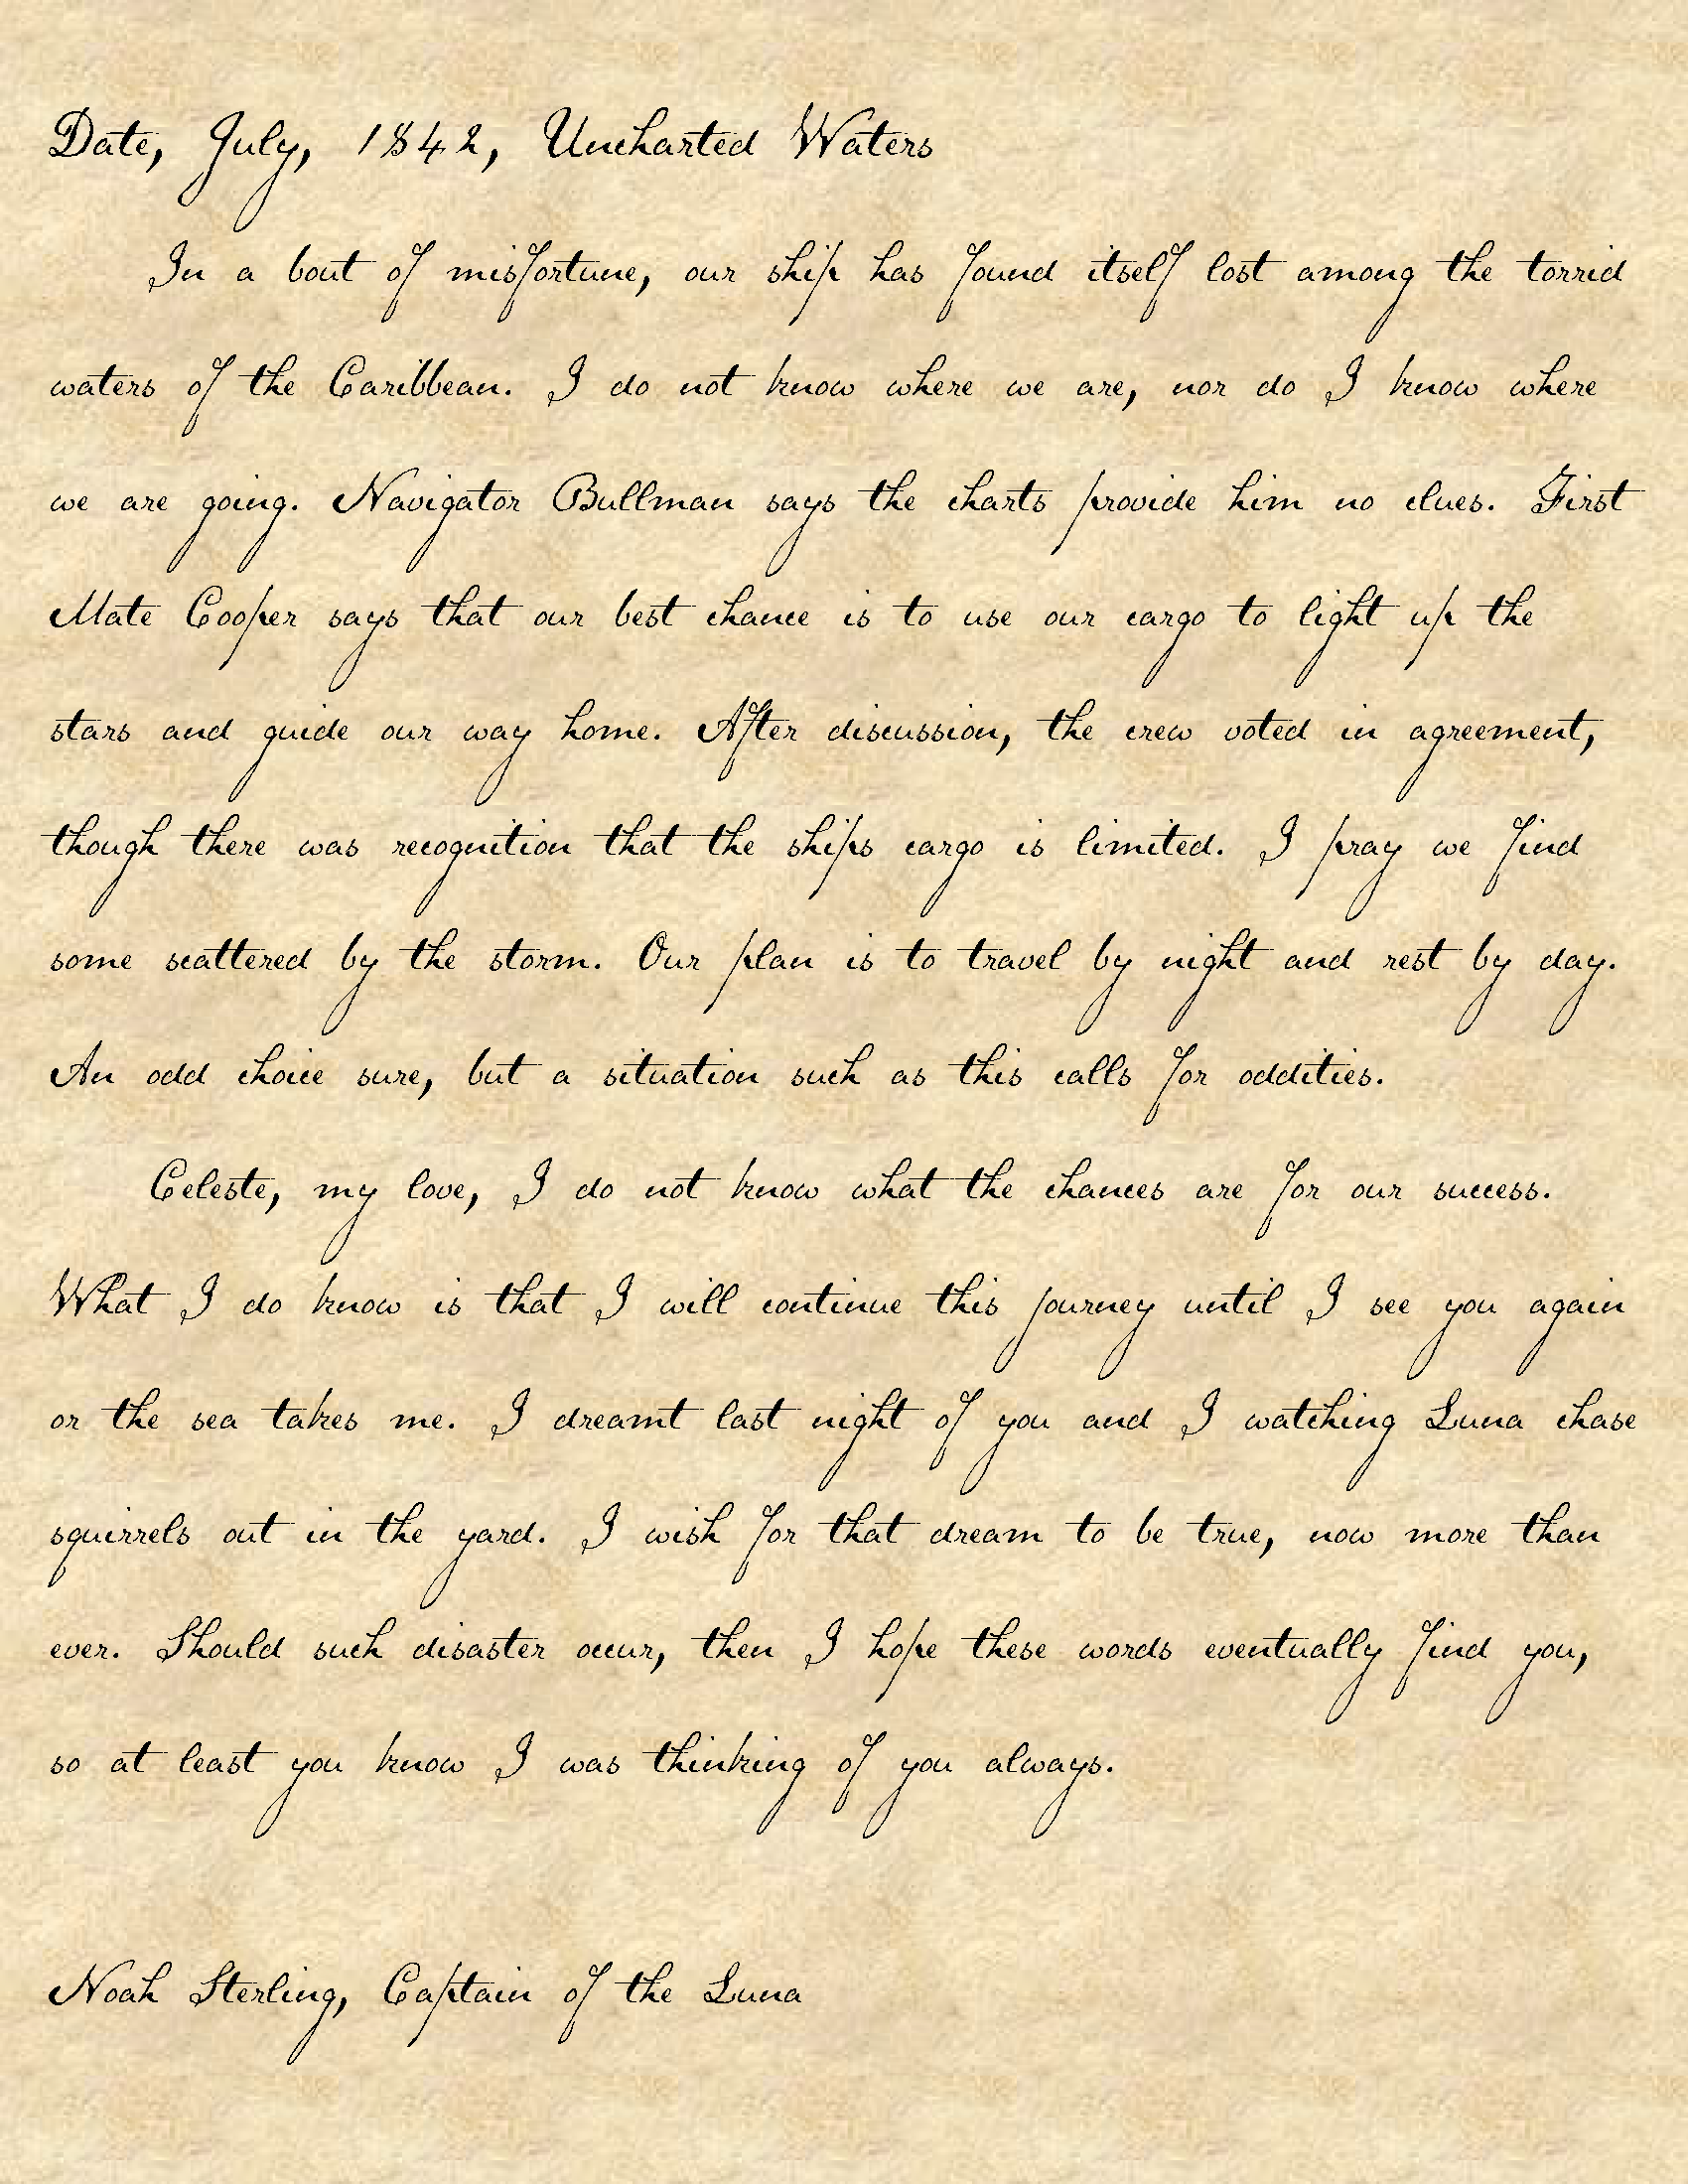 Date, July, 1842, Uncharted Waters
In a bout of misfortune, our ship has found itself lost among the torrid
waters of the Caribbean. I do not know where we are, nor do I know where
we are going. Navigator Bullman says the charts provide him no clues. First
Mate Cooper says that our best chance is to use our cargo to light up the
stars and guide our way home. After discussion, the crew voted in agreement,
though there was recognition that the ships cargo is limited. I pray we find
some scattered by the storm. Our plan is to travel by night and rest by day.
An odd choice sure, but a situation such as this calls for oddities.
Celeste, my love, I do not know what the chances are for our success.
What I do know is that I will continue this journey until I see you again
or the sea takes me. I dreamt last night of you and I watching Luna chase
squirrels out in the yard. I wish for that dream to be true, now more than
ever. Should such disaster occur, then I hope these words eventually find you,
so at least you know I was thinking of you always.
Noah Sterling, Captain of the Luna